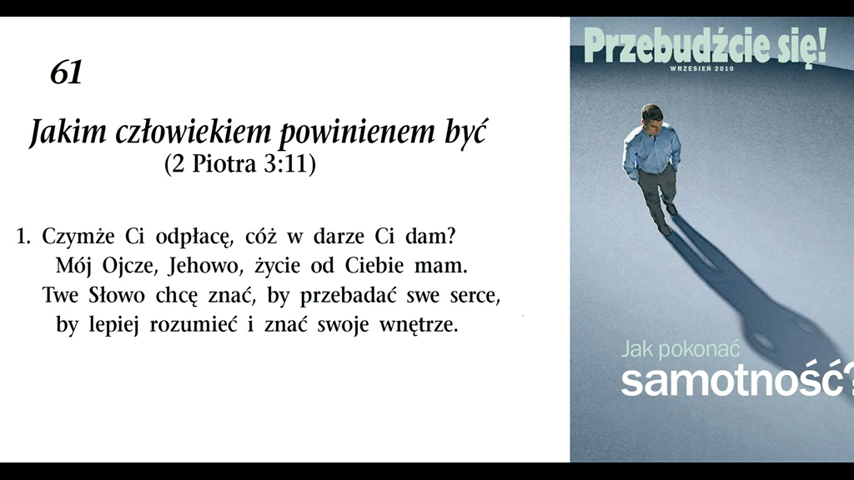 61
Jakim człowiekiem powinienem być
(2 Piotra 3:11)
1. Czymże Ci odpłacę, cóż w darze Ci dam?
Mój Ojcze, Jehowo, życie od Ciebie mam.
Twe Słowo chcę znać, by przebadać swe serce,
by lepiej rozumieć i znać swoje wnętrze.
Przebudźcie się!
WRZESIEŃ 2010
Jak pokonać
samotność?